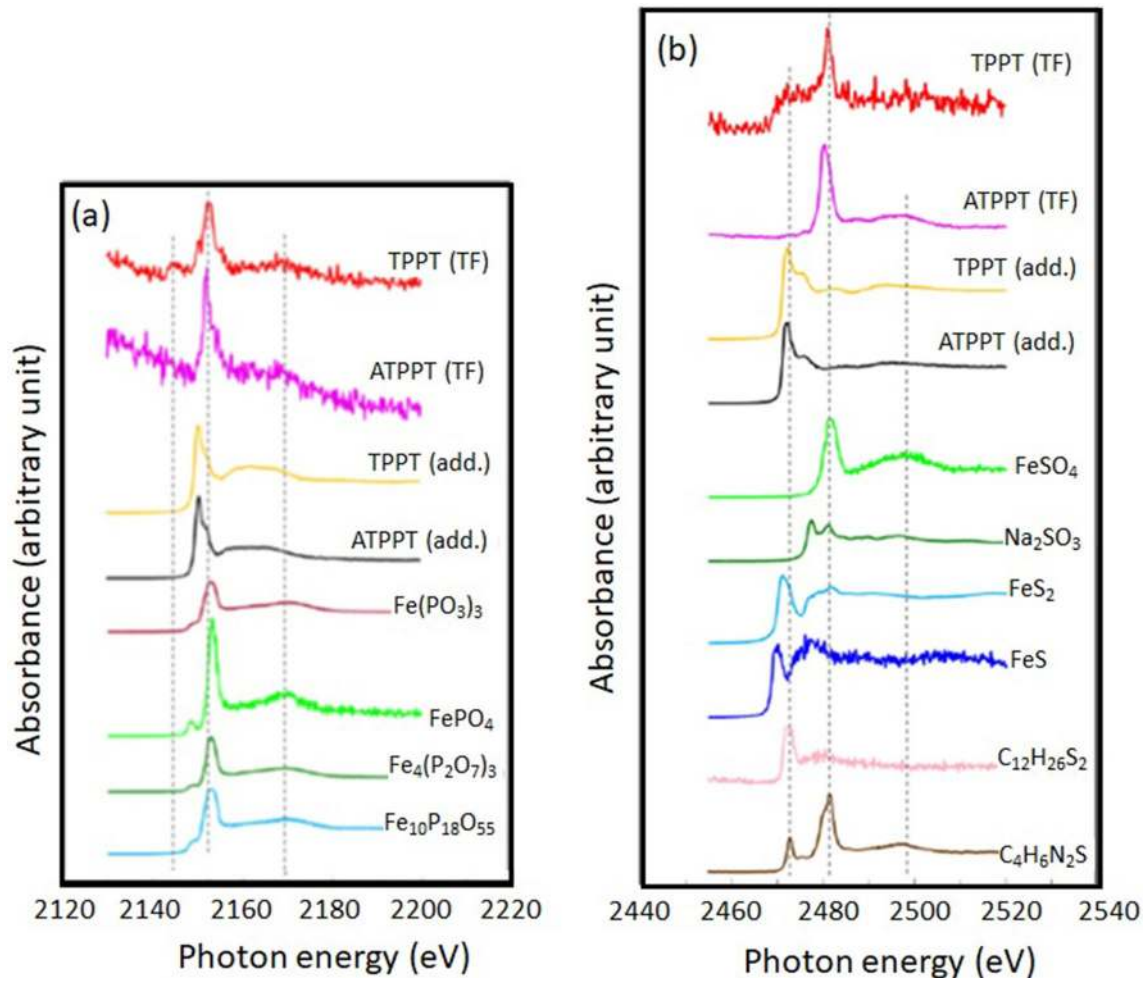 (a)
TPPT (TF)
ATPPT (TF)
TPPT (add.)
ATPPT (add.)
Fe(PO₃)₃
FePO₄
Fe₄(P₂O₇)₃
Fe₁₀P₁₈O₅₅
Absorbance (arbitrary unit)
2120 2140 2160 2180 2200 2220
Photon energy (eV)
(b)
TPPT (TF)
ATPPT (TF)
TPPT (add.)
ATPPT (add.)
FeSO₄
Na₂SO₃
FeS₂
FeS
C₁₂H₂₆S₂
C₄H₆N₂S
Absorbance (arbitrary unit)
2440 2460 2480 2500 2520 2540
Photon energy (eV)